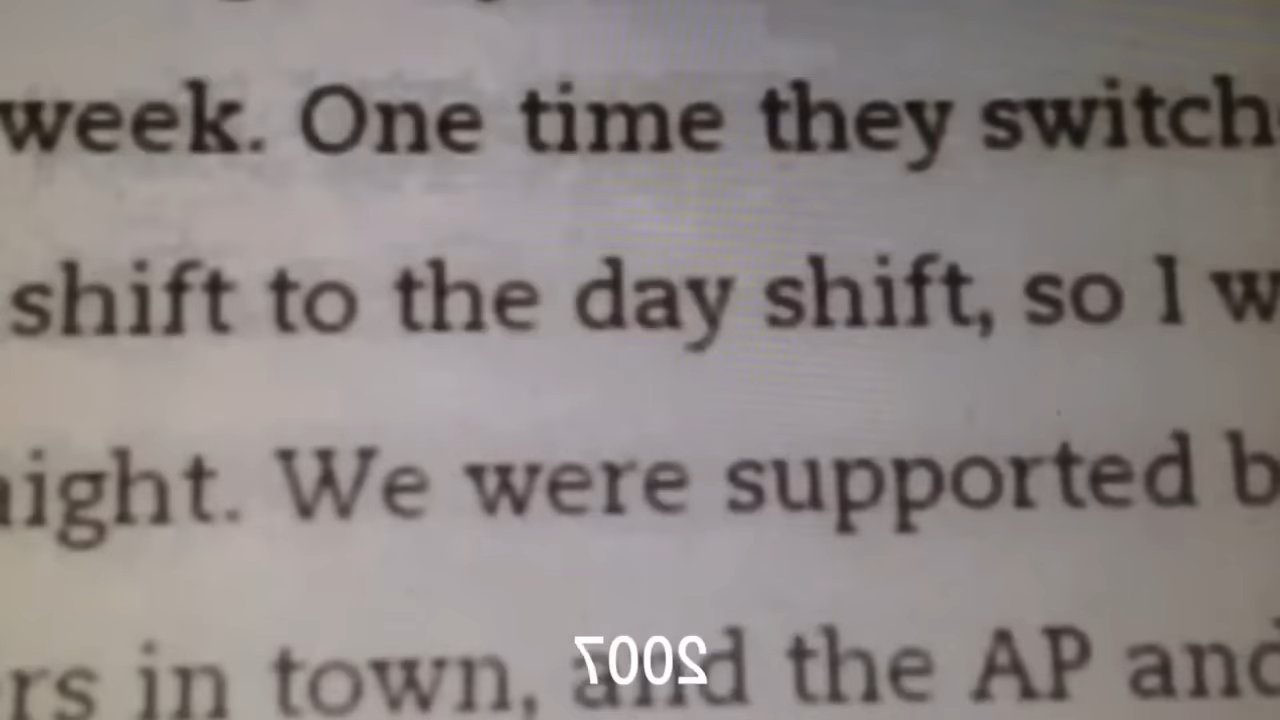 week. One time they switch
shift to the day shift, so I w
night. We were supported b
rs in town, and the AP and
2007